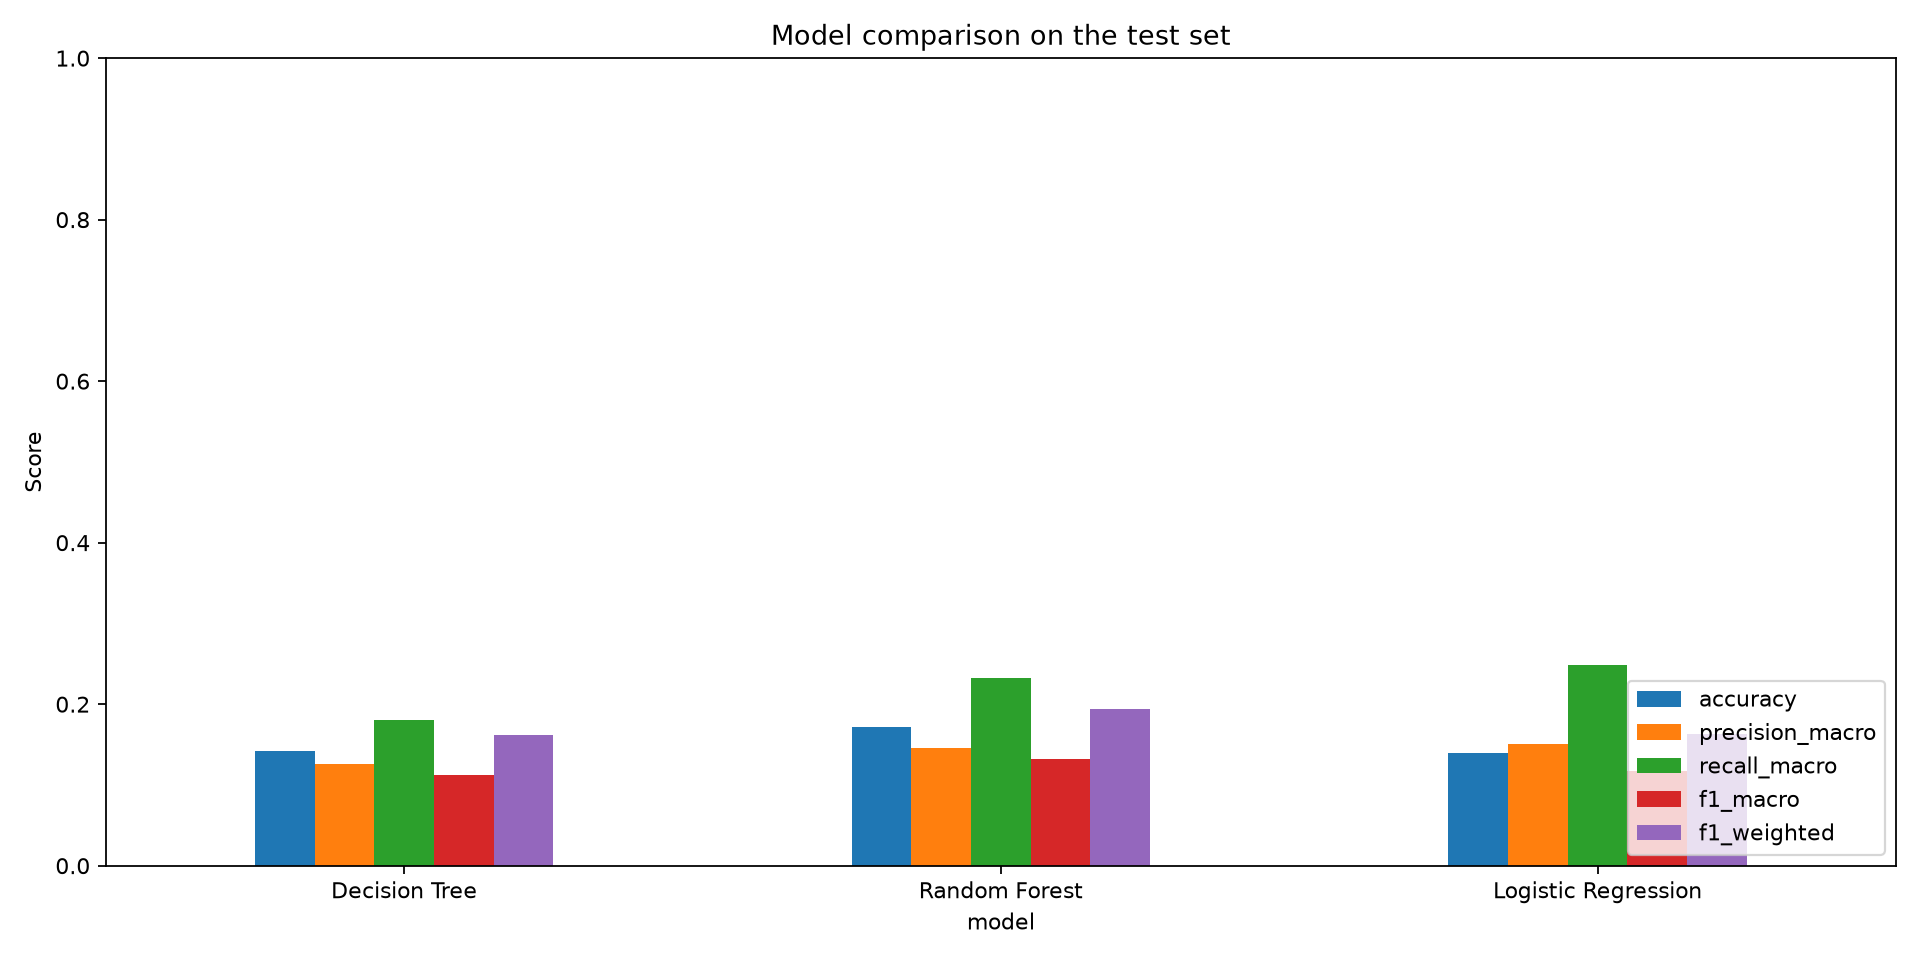 Model comparison on the test set
1.0
0.8
0.6
0.4
0.2
0.0
Score
accuracy
precision_macro
recall_macro
f1_macro
f1_weighted
Decision Tree
Random Forest
Logistic Regression
model